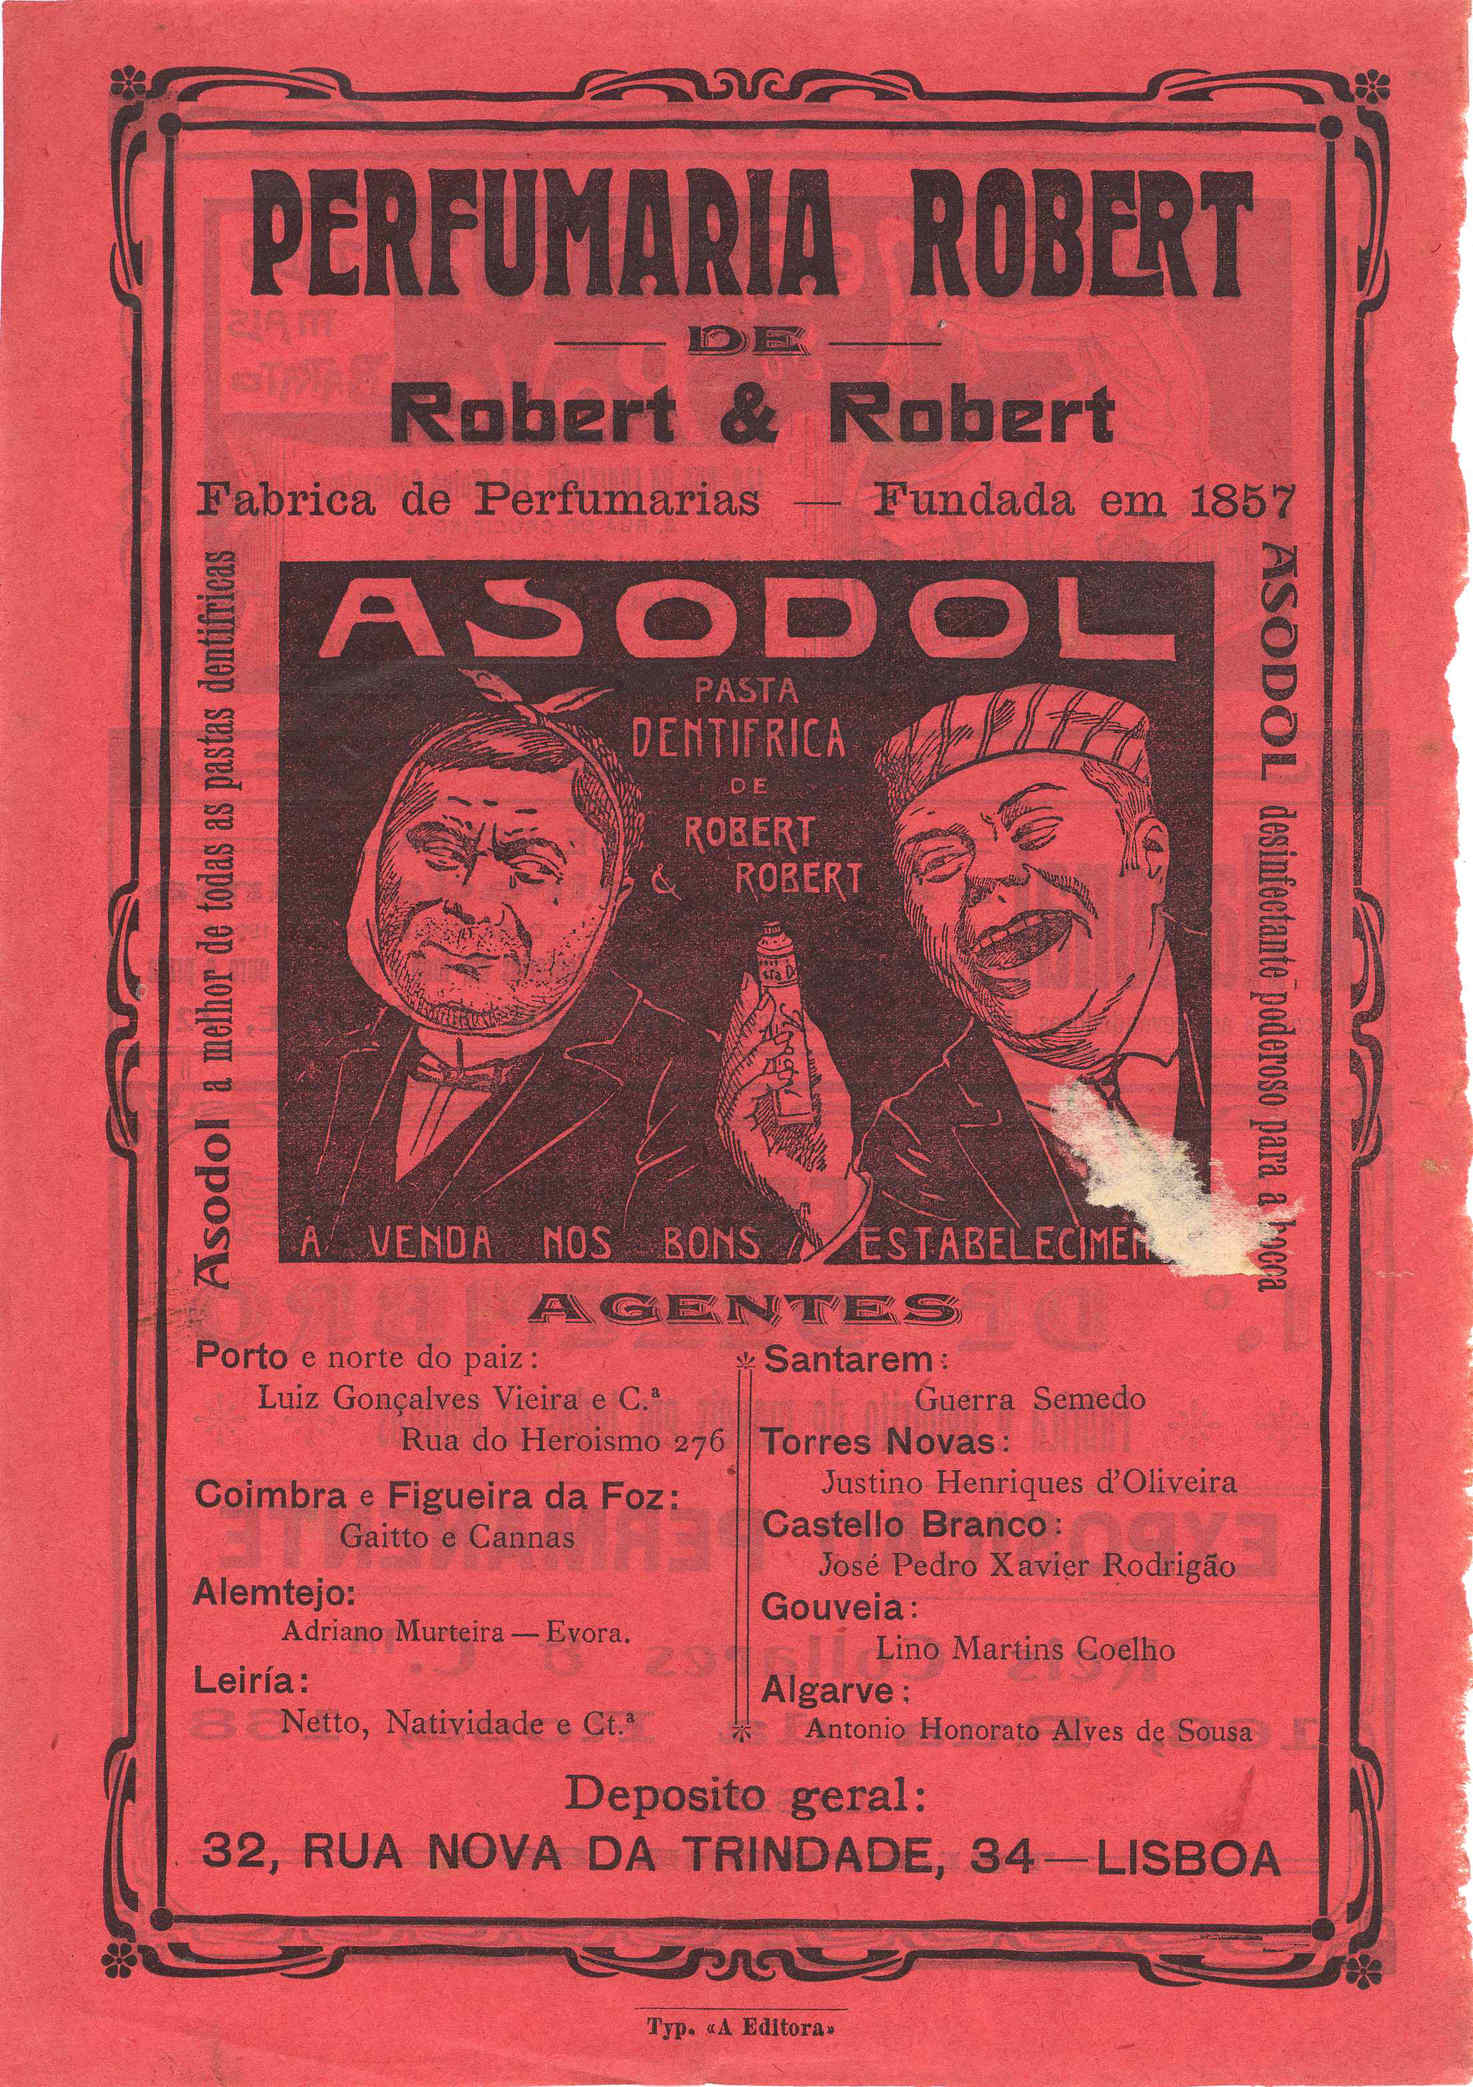 PERFUMARIA ROBERT
DE
Robert & Robert
Fabrica de Perfumarias — Fundada em 1857
Asodol a melhor de todas as pastas dentifricas
ASODOL
PASTA
DENTIFRICA
DE
ROBERT
& ROBERT
A VENDA NOS BONS ESTABELECIMEN
ASODOL desinfectante poderoso para a bocca
AGENTES
Porto e norte do paiz:
Luiz Gonçalves Vieira e C.ª
Rua do Heroismo 276
Coimbra e Figueira da Foz:
Gaitto e Cannas
Alemtejo:
Adriano Murteira — Evora.
Leiría:
Netto, Natividade e Ct.ª
Santarem:
Guerra Semedo
Torres Novas:
Justino Henriques d'Oliveira
Castello Branco:
José Pedro Xavier Rodrigão
Gouveia:
Lino Martins Coelho
Algarve:
Antonio Honorato Alves de Sousa
Deposito geral:
32, RUA NOVA DA TRINDADE, 34 — LISBOA
Typ. «A Editora»